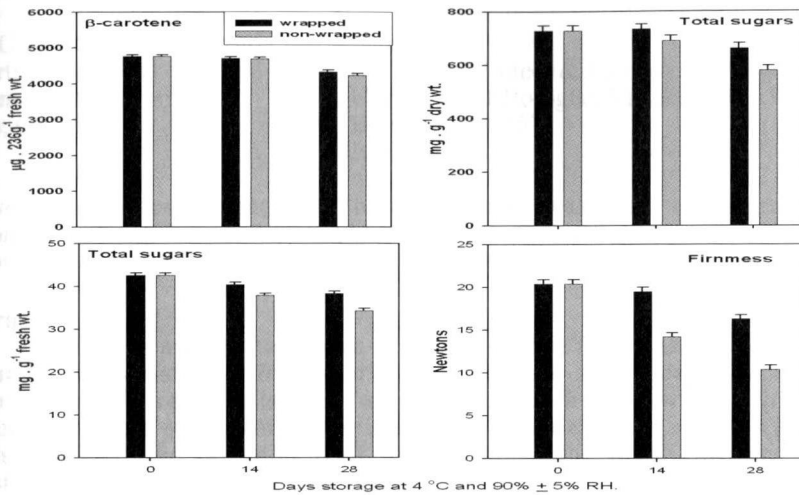 β-carotene
wrapped
non-wrapped
µg . 236g⁻¹ fresh wt.
6000
5000
4000
3000
2000
1000
0
Total sugars
mg . g⁻¹ dry wt.
800
600
400
200
0
Total sugars
mg . g⁻¹ fresh wt.
50
40
30
20
10
0
0
14
28
Firnmess
Newtons
25
20
15
10
5
0
0
14
28
Days storage at 4 °C and 90% ± 5% RH.